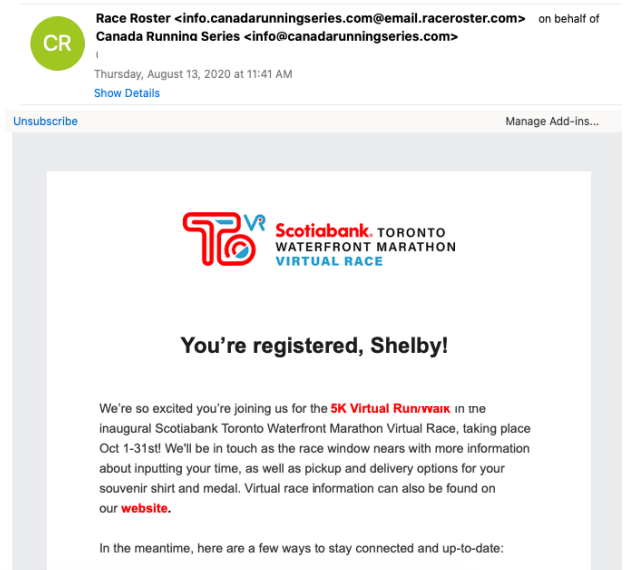 CR
Race Roster <info.canadarunningseries.com@email.raceroster.com> on behalf of
Canada Running Series <info@canadarunningseries.com>
Thursday, August 13, 2020 at 11:41 AM
Show Details
Unsubscribe
Manage Add-ins...
TO VR
Scotiabank. TORONTO
WATERFRONT MARATHON
VIRTUAL RACE
You're registered, Shelby!
We're so excited you're joining us for the 5K Virtual Run/Walk in the
inaugural Scotiabank Toronto Waterfront Marathon Virtual Race, taking place
Oct 1-31st! We'll be in touch as the race window nears with more information
about inputting your time, as well as pickup and delivery options for your
souvenir shirt and medal. Virtual race information can also be found on
our website.
In the meantime, here are a few ways to stay connected and up-to-date: